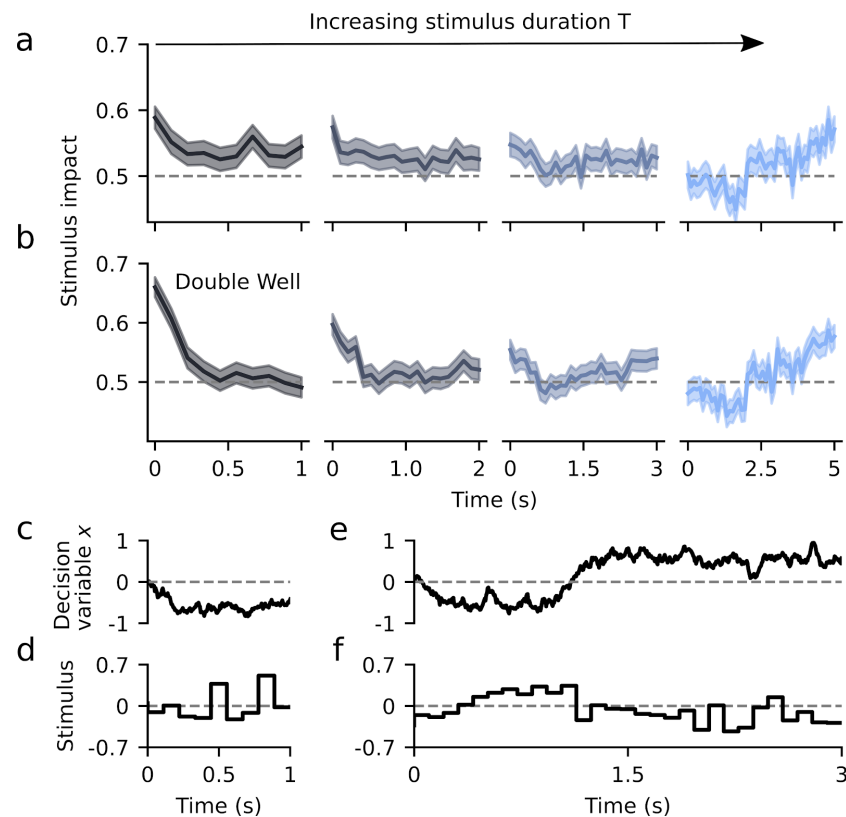 Increasing stimulus duration T
a
0.7
0.6
0.5
Stimulus impact
b
0.7
0.6
0.5
Double Well
0 0.5 1 0 1.0 2 0 1.5 3 0 2.5 5
Time (s)
c
Decision
variable x
1
0
-1
e
1
0
-1
d
Stimulus
0.7
0
-0.7
0 0.5 1
Time (s)
f
0.7
0
-0.7
0 1.5 3
Time (s)